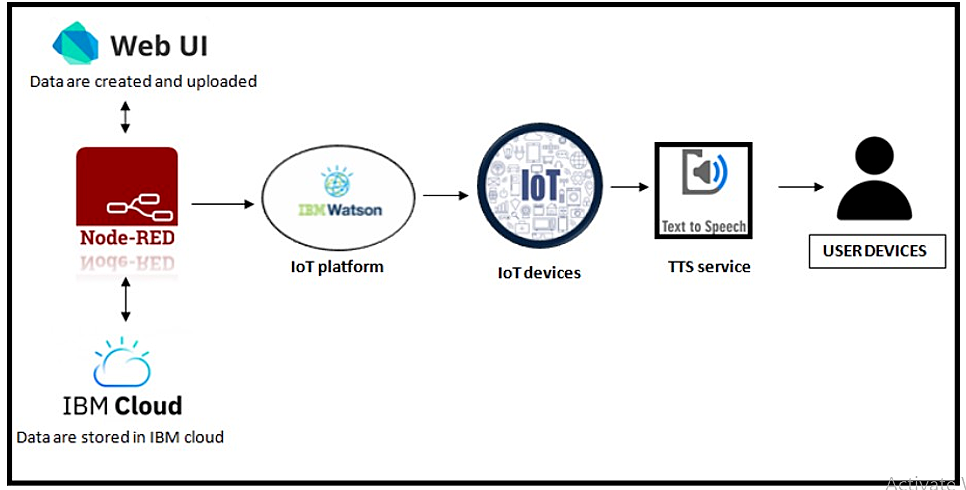 Web UI
Data are created and uploaded
Node-RED
Node-RED
IBM Watson
IoT
Text to Speech
USER DEVICES
IoT platform
IoT devices
TTS service
IBM Cloud
Data are stored in IBM cloud
Activate